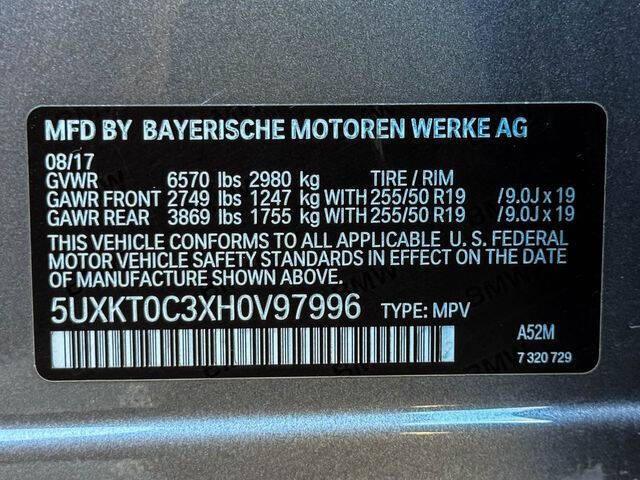 MFD BY BAYERISCHE MOTOREN WERKE AG
08/17
GVWR 6570 lbs 2980 kg TIRE / RIM
GAWR FRONT 2749 lbs 1247 kg WITH 255/50 R19 /9.0J x 19
GAWR REAR 3869 lbs 1755 kg WITH 255/50 R19 /9.0J x 19
THIS VEHICLE CONFORMS TO ALL APPLICABLE U. S. FEDERAL
MOTOR VEHICLE SAFETY STANDARDS IN EFFECT ON THE DATE
OF MANUFACTURE SHOWN ABOVE.
5UXKT0C3XH0V97996 TYPE: MPV
A52M
7 320 729